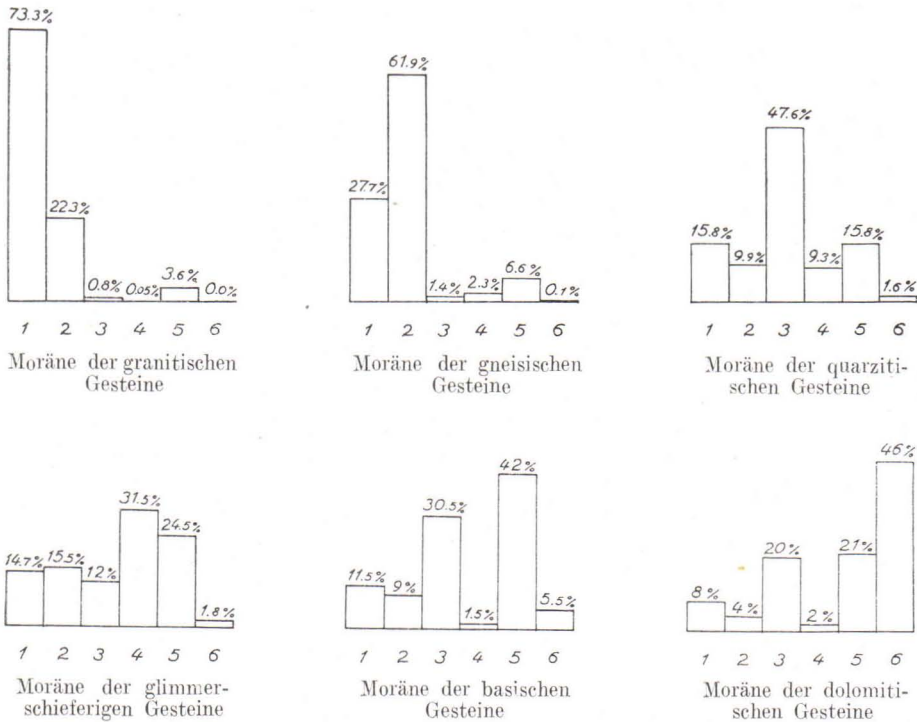 73.3%
22.3%
0.8%
0.05%
3.6%
0.0%
1 2 3 4 5 6
Moräne der granitischen
Gesteine
27.7%
61.9%
1.4%
2.3%
6.6%
0.1%
1 2 3 4 5 6
Moräne der gneisischen
Gesteine
15.8%
9.9%
47.6%
9.3%
15.8%
1.6%
1 2 3 4 5 6
Moräne der quarziti-
schen Gesteine
14.7%
15.5%
12%
31.5%
24.5%
1.8%
1 2 3 4 5 6
Moräne der glimmer-
schieferigen Gesteine
11.5%
9%
30.5%
1.5%
42%
5.5%
1 2 3 4 5 6
Moräne der basischen
Gesteine
8%
4%
20%
2%
21%
46%
1 2 3 4 5 6
Moräne der dolomiti-
schen Gesteine